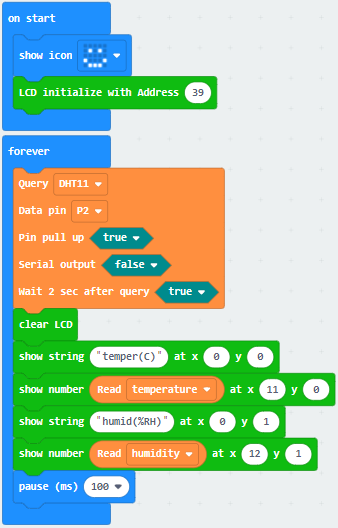 on start
show icon
LCD initialize with Address 39
forever
Query DHT11
Data pin P2
Pin pull up true
Serial output false
Wait 2 sec after query true
clear LCD
show string "temper(C)" at x 0 y 0
show number Read temperature at x 11 y 0
show string "humid(%RH)" at x 0 y 1
show number Read humidity at x 12 y 1
pause (ms) 100